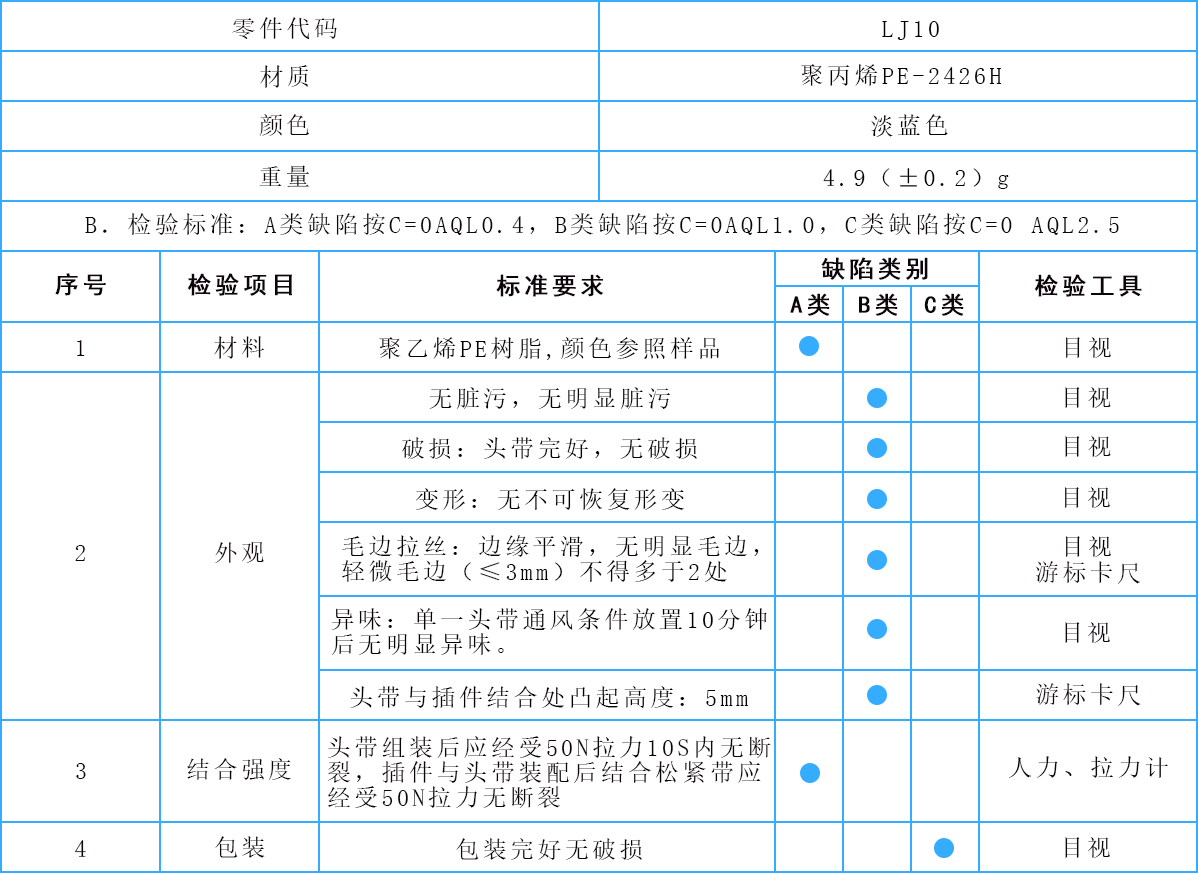 零件代码
LJ10
材质
聚丙烯PE-2426H
颜色
淡蓝色
重量
4.9（±0.2）g
B. 检验标准：A类缺陷按C=0AQL0.4，B类缺陷按C=0AQL1.0，C类缺陷按C=0 AQL2.5
序号
检验项目
标准要求
缺陷类别
检验工具
A类
B类
C类
1
材料
聚乙烯PE树脂,颜色参照样品
目视
2
外观
无脏污，无明显脏污
目视
破损：头带完好，无破损
目视
变形：无不可恢复形变
目视
毛边拉丝：边缘平滑，无明显毛边，
轻微毛边（≤3mm）不得多于2处
目视
游标卡尺
异味：单一头带通风条件放置10分钟
后无明显异味。
目视
头带与插件结合处凸起高度：5mm
游标卡尺
3
结合强度
头带组装后应经受50N拉力10S内无断
裂，插件与头带装配后结合松紧带应
经受50N拉力无断裂
人力、拉力计
4
包装
包装完好无破损
目视